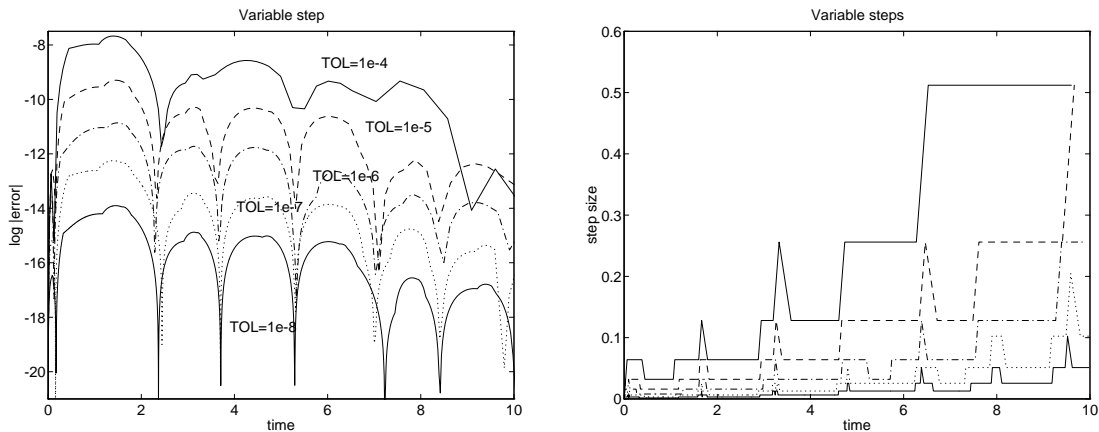 Variable step
-8
-10
-12
-14
-16
-18
-20
log |error|
TOL=1e-4
TOL=1e-5
TOL=1e-6
TOL=1e-7
TOL=1e-8
0
2
4
6
8
10
time
Variable steps
0.6
0.5
0.4
0.3
0.2
0.1
0
step size
0
2
4
6
8
10
time